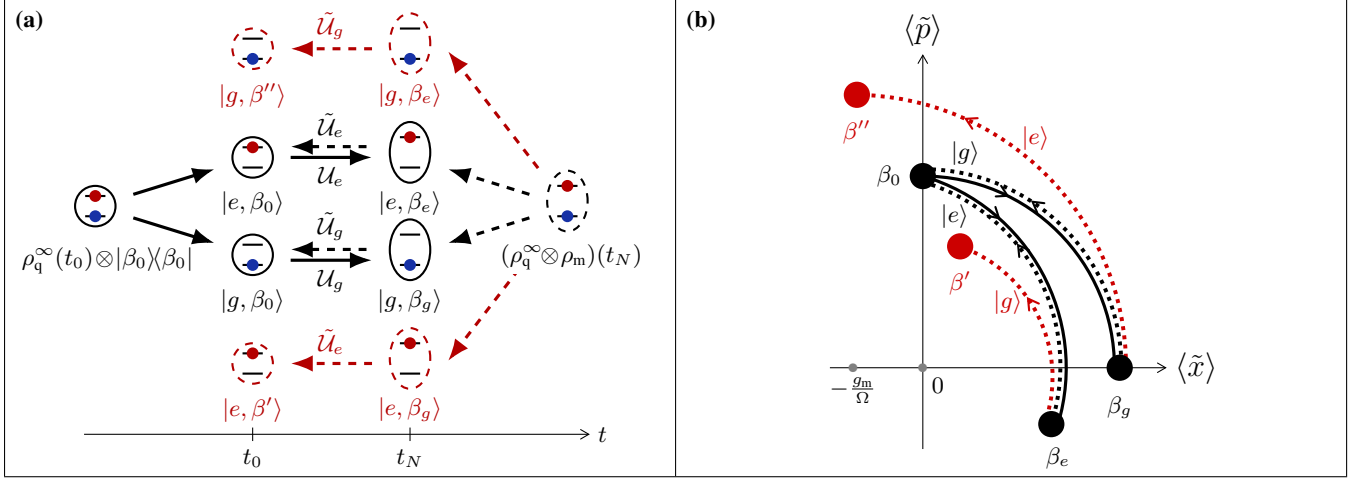 (a)
𝒰̃_g
|g, β''⟩
|g, β_e⟩
𝒰̃_e
𝒰_e
|e, β_0⟩
|e, β_e⟩
ρ_q^∞(t_0)⊗|β_0⟩⟨β_0|
𝒰̃_g
(ρ_q^∞⊗ρ_m)(t_N)
𝒰_g
|g, β_0⟩
|g, β_g⟩
𝒰̃_e
|e, β'⟩
|e, β_g⟩
t
t_0
t_N
(b)
⟨p̃⟩
β''
|e⟩
|g⟩
β_0
|e⟩
β'
|g⟩
⟨x̃⟩
−g_m/Ω
0
β_g
β_e